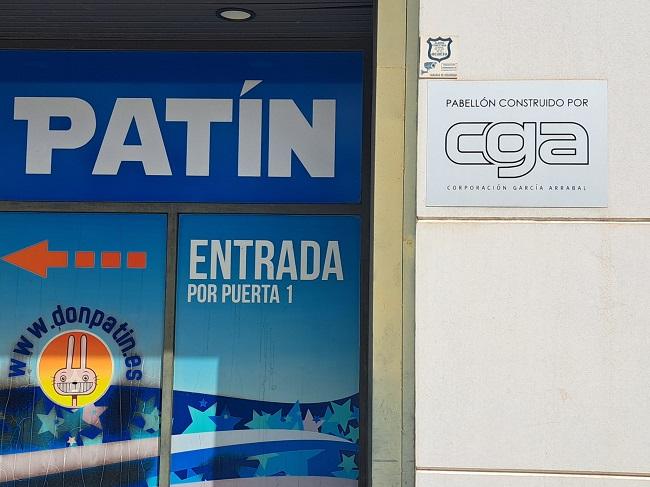 PATÍN
PABELLÓN CONSTRUIDO POR
cga
CORPORACIÓN GARCÍA ARRABAL
ENTRADA
POR PUERTA 1
www.donpatin.es